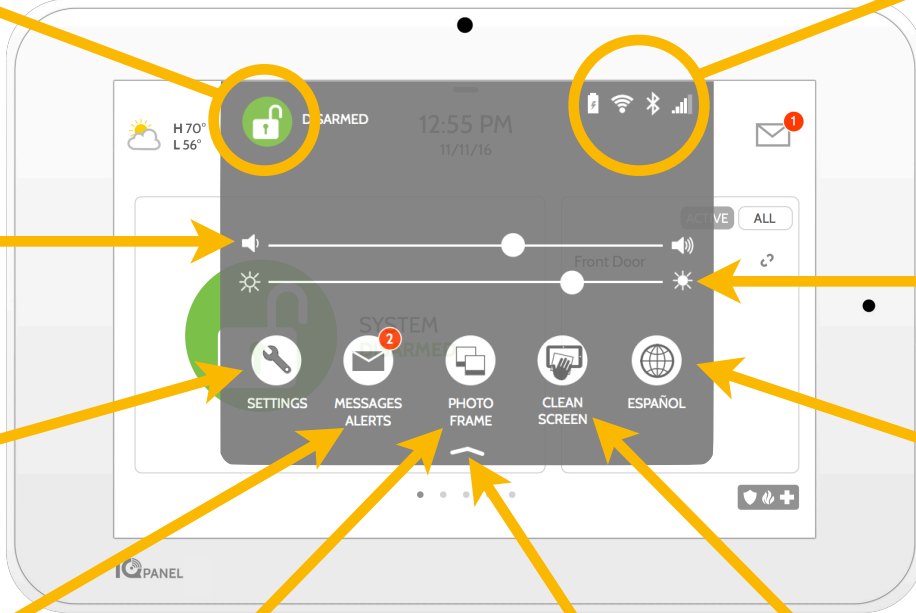 H 70°
L 56°
DISARMED
12:55 PM
11/11/16
1
ACTIVE
ALL
Front Door
SYSTEM
DISARMED
2
SETTINGS
MESSAGES
ALERTS
PHOTO
FRAME
CLEAN
SCREEN
ESPAÑOL
IQ PANEL